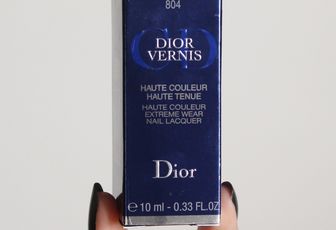 804
DIOR
VERNIS
HAUTE COULEUR
HAUTE TENUE
HAUTE COULEUR
EXTREME WEAR
NAIL LACQUER
Dior
℮ 10 ml - 0.33 FL.OZ